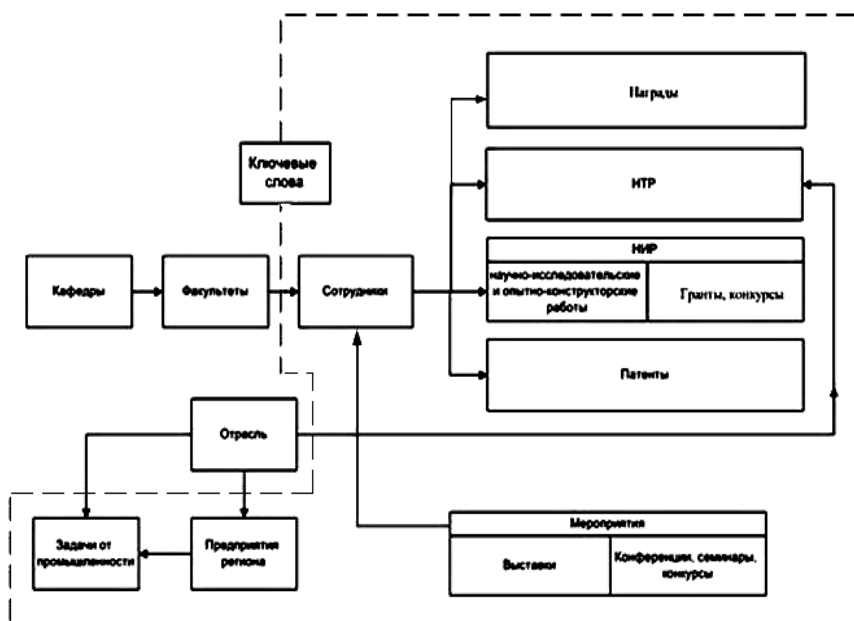 Награды
Ключевые
слова
НТР
НИР
научно-исследовательские
и опытно-конструкторские
работы
Гранты, конкурсы
Кафедры
Факультеты
Сотрудники
Патенты
Отрасль
Задачи от
промышленности
Предприятия
региона
Мероприятия
Выставки
Конференции, семинары,
конкурсы